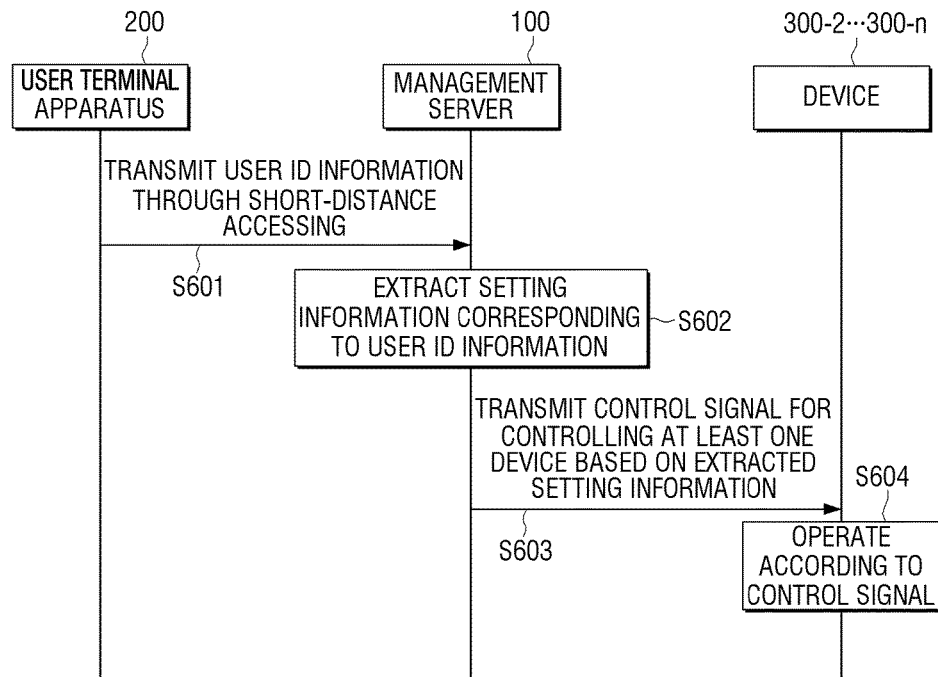 200
100
300-2···300-n
USER TERMINAL
APPARATUS
MANAGEMENT
SERVER
DEVICE
TRANSMIT USER ID INFORMATION
THROUGH SHORT-DISTANCE
ACCESSING
S601
EXTRACT SETTING
INFORMATION CORRESPONDING
TO USER ID INFORMATION
S602
TRANSMIT CONTROL SIGNAL FOR
CONTROLLING AT LEAST ONE
DEVICE BASED ON EXTRACTED
SETTING INFORMATION
S603
S604
OPERATE
ACCORDING TO
CONTROL SIGNAL